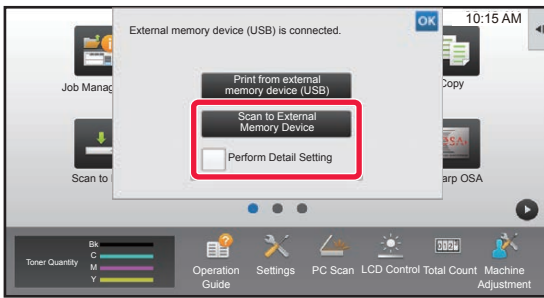 10:15 AM
External memory device (USB) is connected.
OK
Job Manag
Print from external
memory device (USB)
Copy
Scan to External
Memory Device
Perform Detail Setting
Scan to
arp OSA
Toner Quantity
Bk
C
M
Y
Operation
Guide
Settings
PC Scan
LCD Control
Total Count
Machine
Adjustment